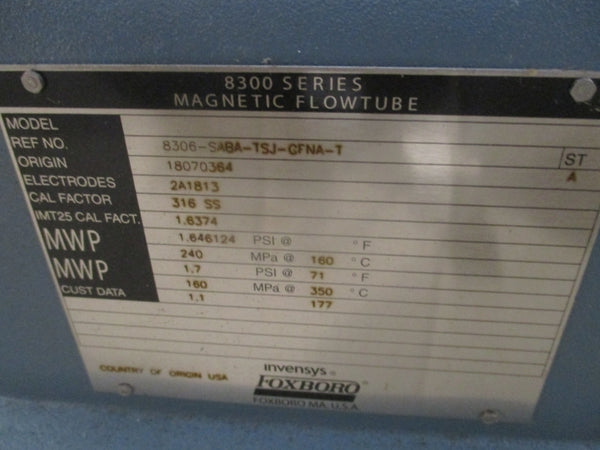 8300 SERIES
MAGNETIC FLOWTUBE
MODEL 8306-SABA-TSJ-GFNA-T ST
REF NO. 18070364 A
ORIGIN 2A1813
ELECTRODES 316 SS
CAL FACTOR 1.6374
IMT25 CAL FACT. 1.646124
MWP 240 PSI @ 160 °F
1.7 MPa @ 71 °C
MWP 160 PSI @ 350 °F
1.1 MPa @ 177 °C
CUST DATA
COUNTRY OF ORIGIN USA
invensys
FOXBORO®
FOXBORO MA. U.S.A.